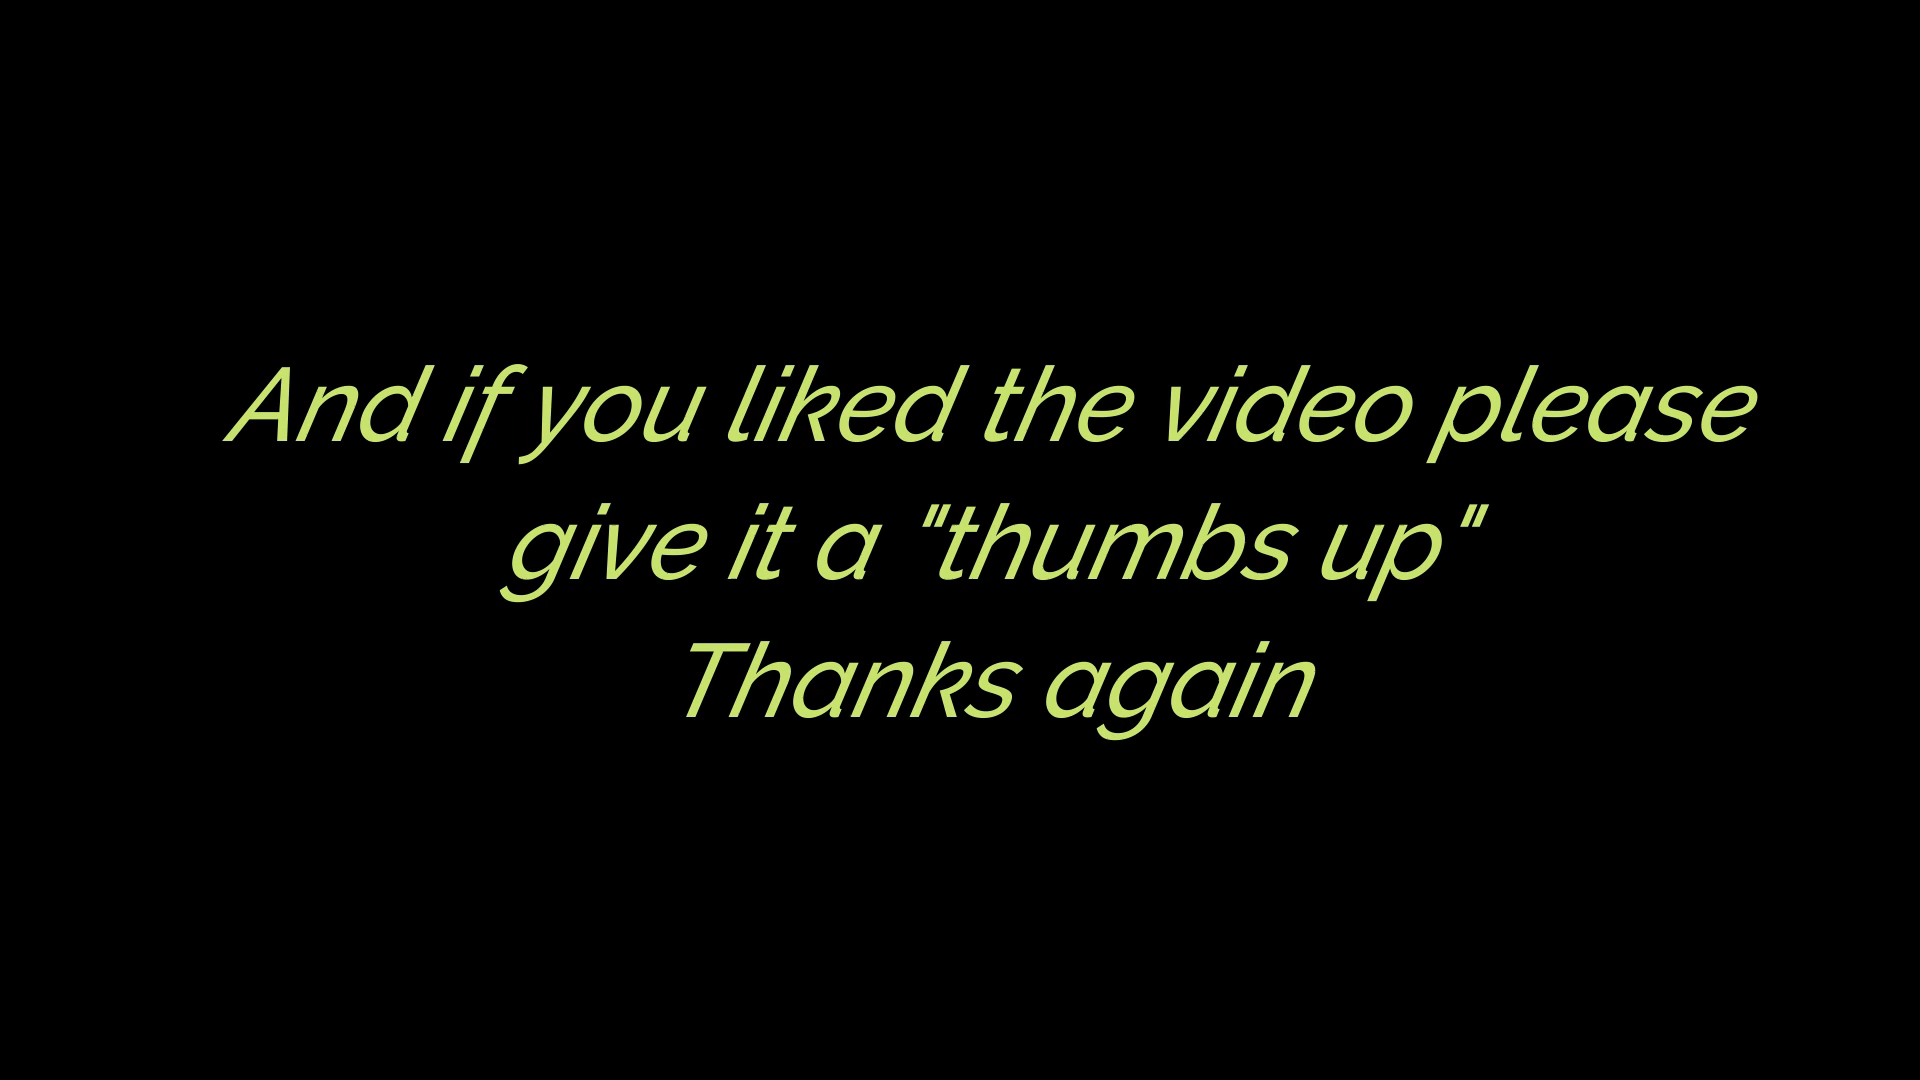 And if you liked the video please
give it a "thumbs up"
Thanks again